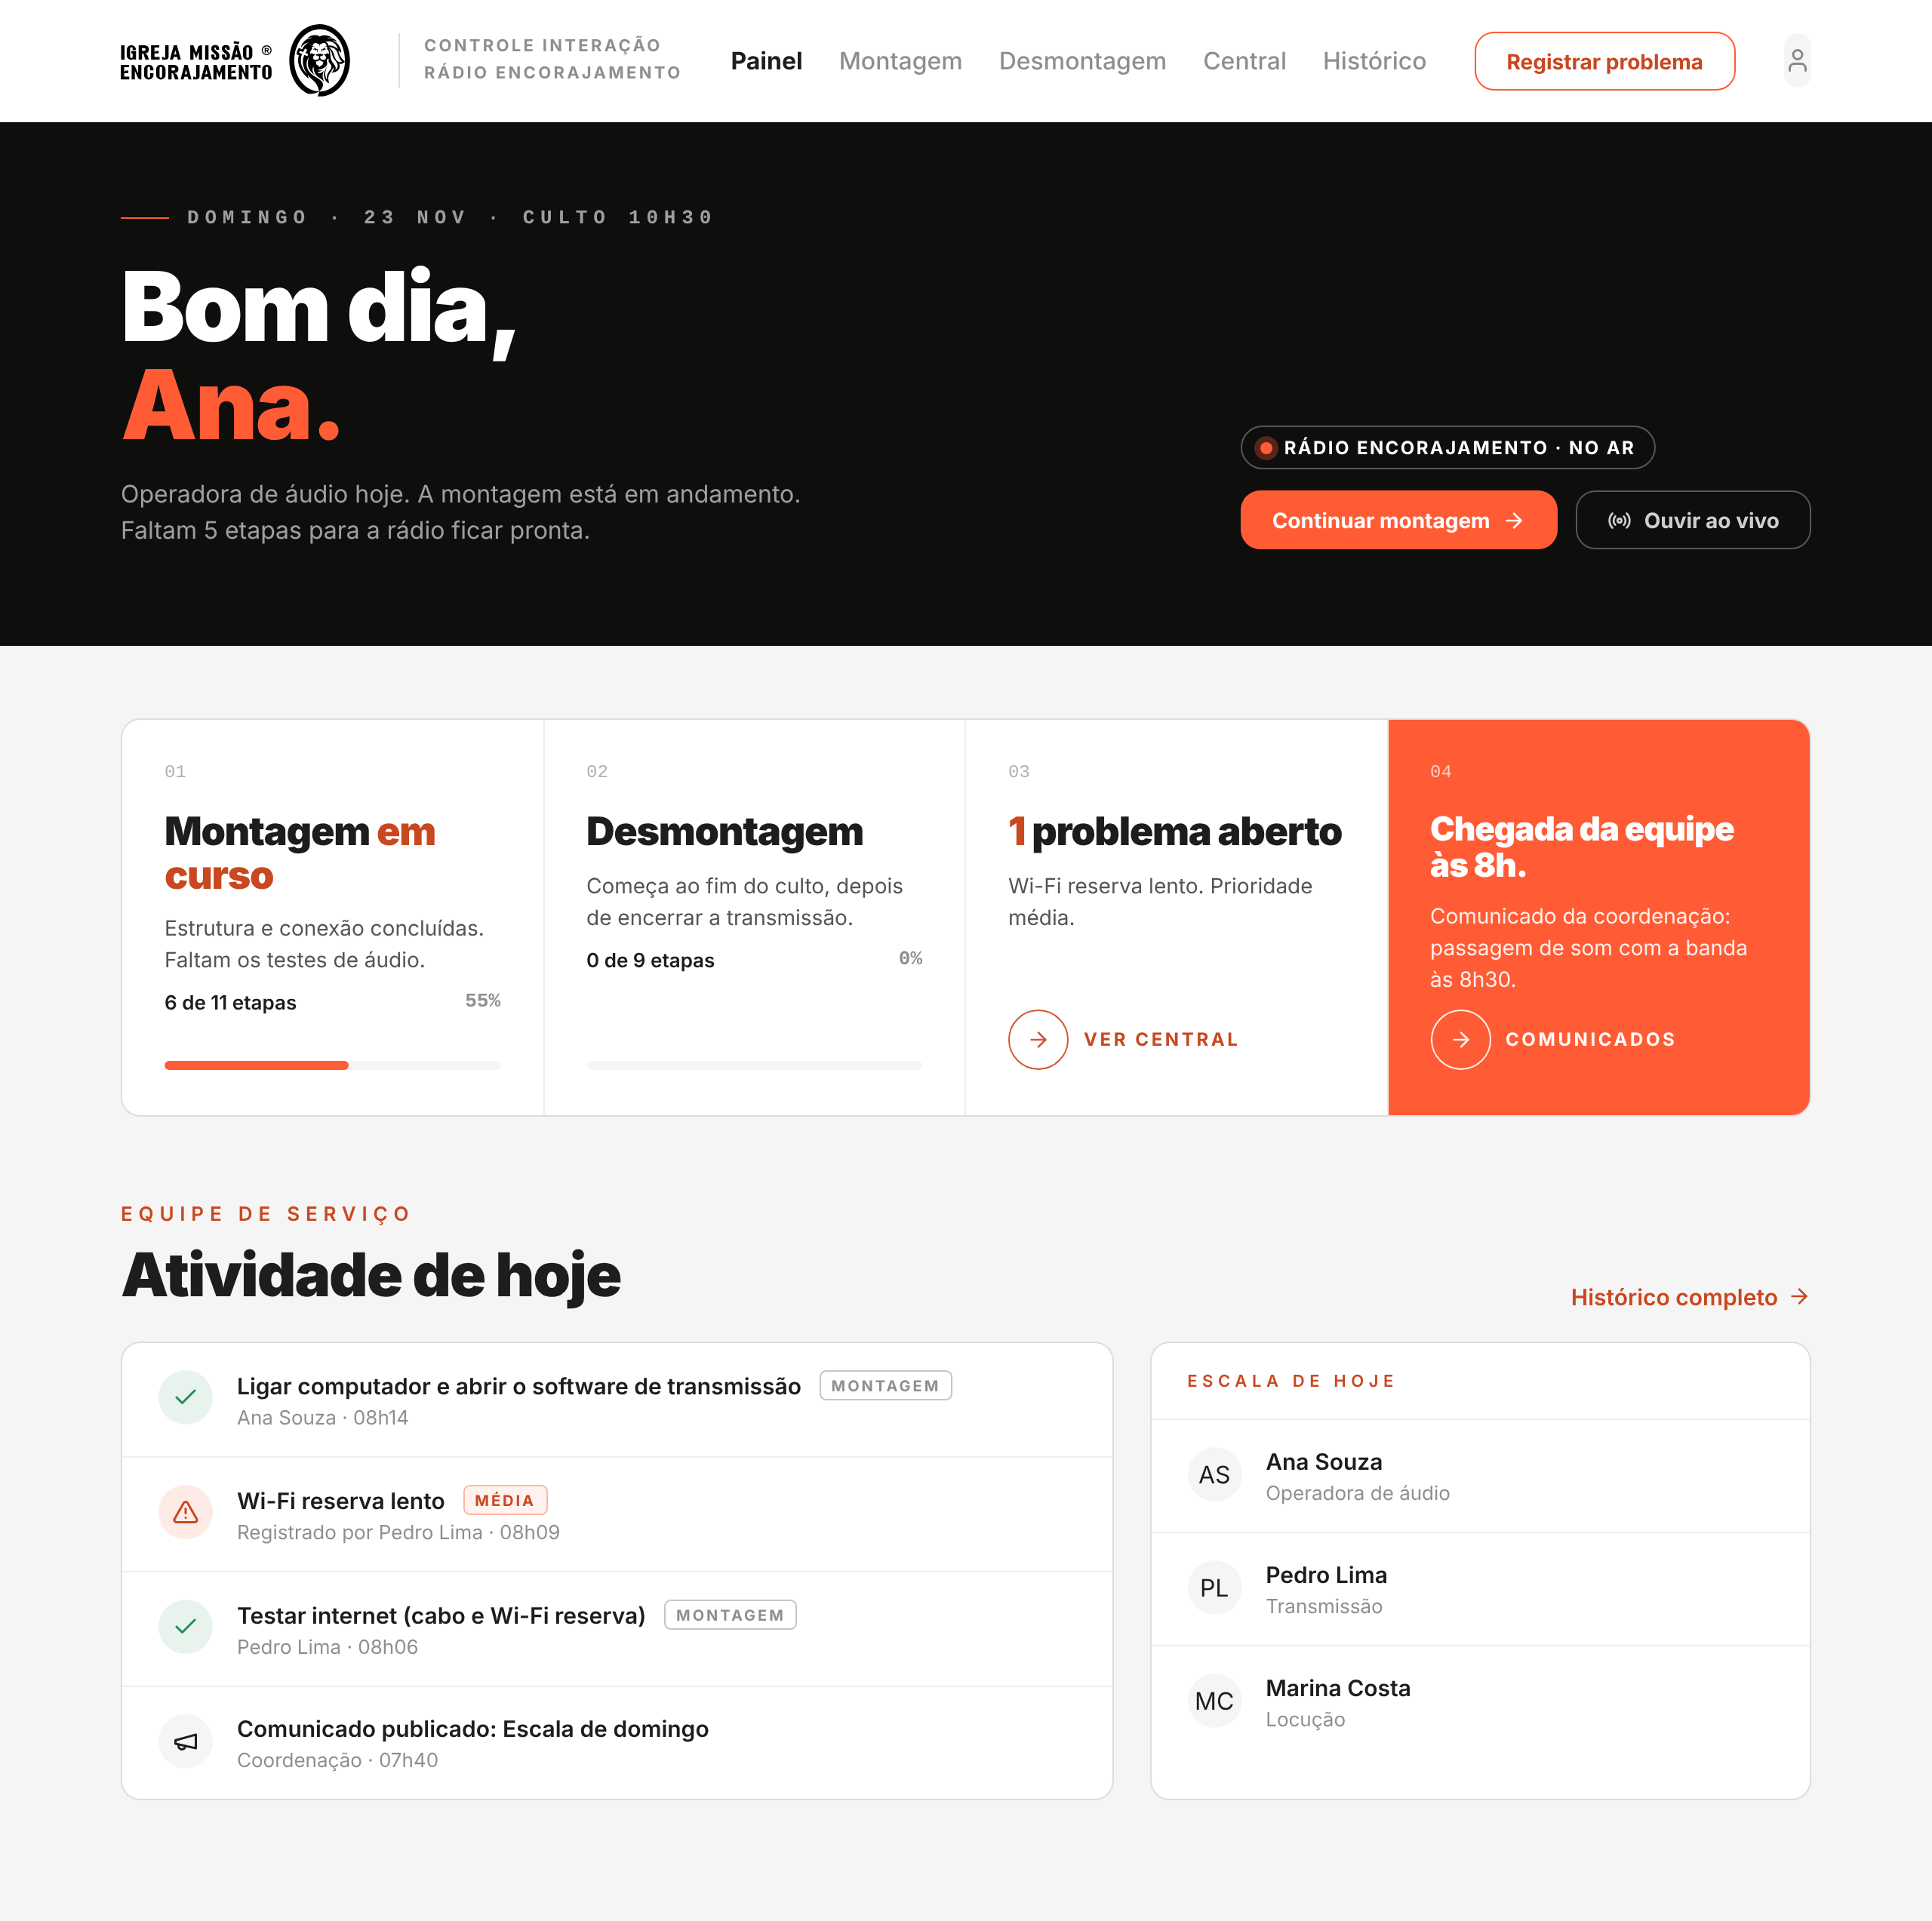 IGREJA MISSÃO ®
ENCORAJAMENTO
CONTROLE INTERAÇÃO
RÁDIO ENCORAJAMENTO
Painel
Montagem
Desmontagem
Central
Histórico
Registrar problema
DOMINGO · 23 NOV · CULTO 10H30
Bom dia,
Ana.
Operadora de áudio hoje. A montagem está em andamento.
Faltam 5 etapas para a rádio ficar pronta.
RÁDIO ENCORAJAMENTO · NO AR
Continuar montagem →
Ouvir ao vivo
01
Montagem em
curso
Estrutura e conexão concluídas.
Faltam os testes de áudio.
6 de 11 etapas
55%
02
Desmontagem
Começa ao fim do culto, depois
de encerrar a transmissão.
0 de 9 etapas
0%
03
1 problema aberto
Wi-Fi reserva lento. Prioridade
média.
→ VER CENTRAL
04
Chegada da equipe
às 8h.
Comunicado da coordenação:
passagem de som com a banda
às 8h30.
→ COMUNICADOS
EQUIPE DE SERVIÇO
Atividade de hoje
Histórico completo →
Ligar computador e abrir o software de transmissão
MONTAGEM
Ana Souza · 08h14
Wi-Fi reserva lento
MÉDIA
Registrado por Pedro Lima · 08h09
Testar internet (cabo e Wi-Fi reserva)
MONTAGEM
Pedro Lima · 08h06
Comunicado publicado: Escala de domingo
Coordenação · 07h40
ESCALA DE HOJE
AS
Ana Souza
Operadora de áudio
PL
Pedro Lima
Transmissão
MC
Marina Costa
Locução